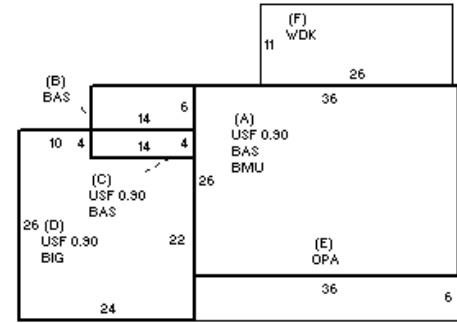 (F)
WDK
11
26
(B)
BAS
36
6
14
(A)
USF 0.90
BAS
BMU
10 4 14 4
(C)
USF 0.90
BAS
26
26 (D)
USF 0.90
BIG
22
(E)
OPA
36
6
24